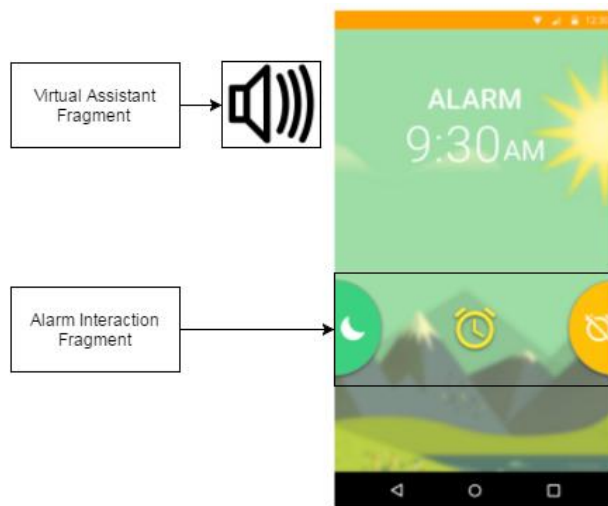 Virtual Assistant
Fragment
ALARM
9:30AM
Alarm Interaction
Fragment